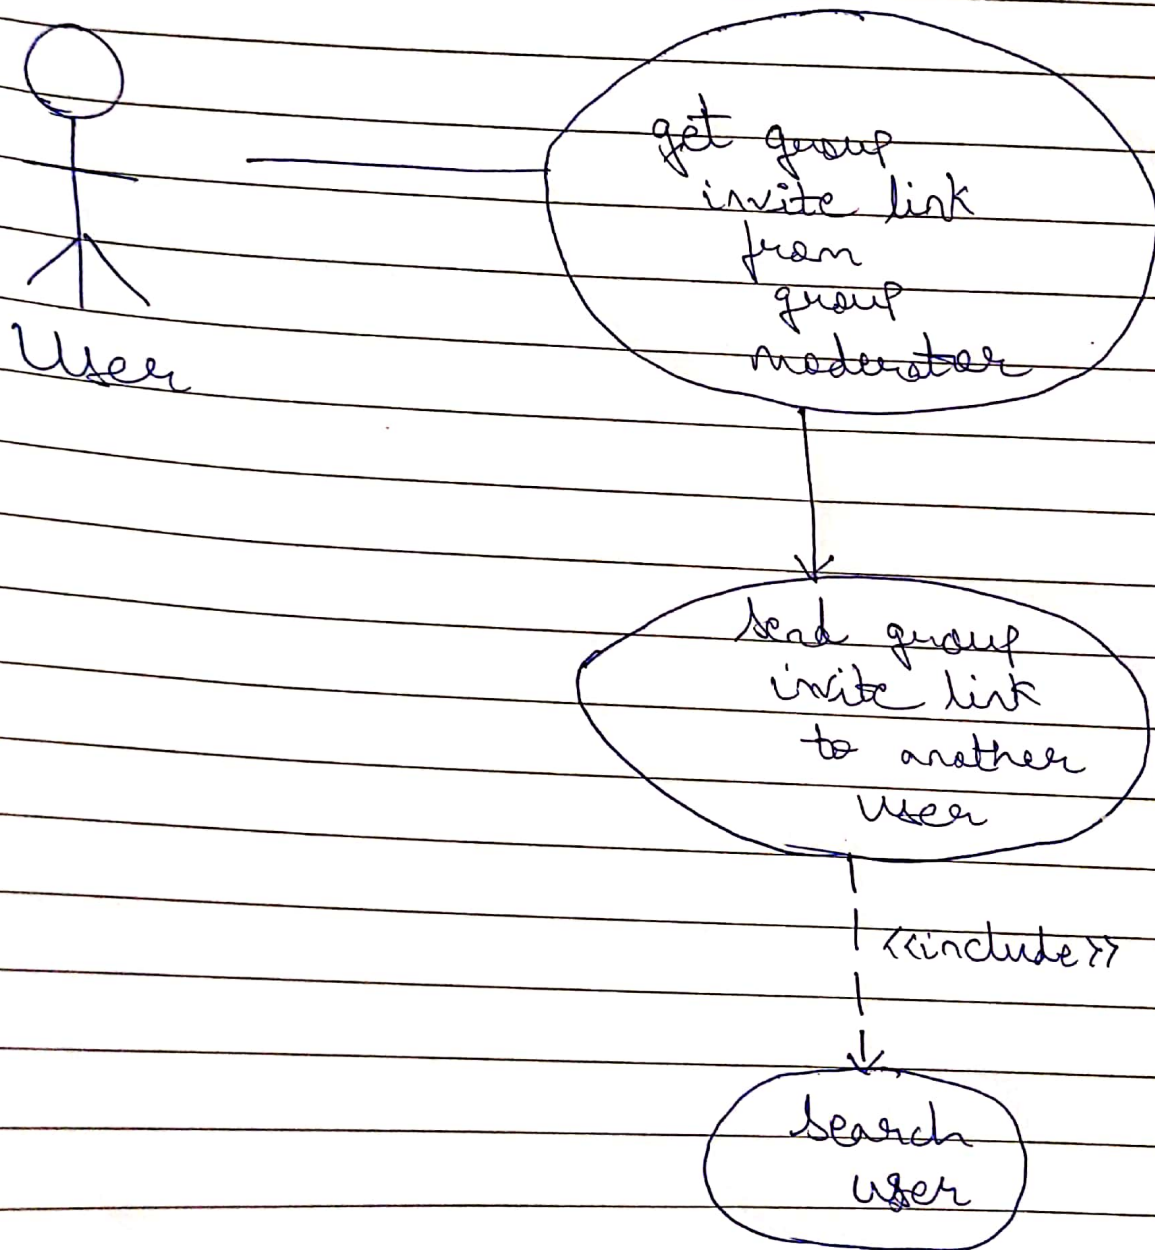 get group
invite link
from
group
moderator
User
send group
invite link
to another
user
<<include>>
search
user